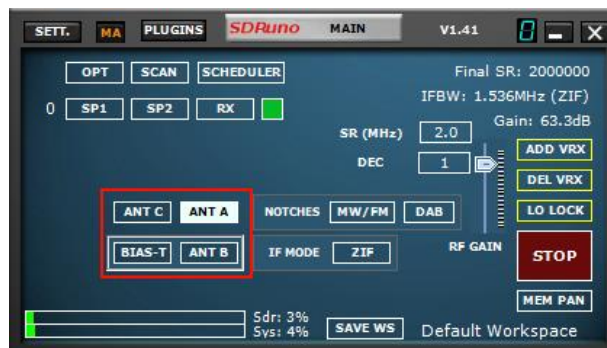 SETT. MA PLUGINS SDRuno MAIN V1.41 8
OPT SCAN SCHEDULER Final SR: 2000000
IFBW: 1.536MHz (ZIF)
0 SP1 SP2 RX Gain: 63.3dB
SR (MHz) 2.0
ADD VRX
DEC 1
DEL VRX
ANT C ANT A NOTCHES MW/FM DAB LO LOCK
BIAS-T ANT B IF MODE ZIF RF GAIN STOP
MEM PAN
Sdr: 3%
Sys: 4% SAVE WS Default Workspace